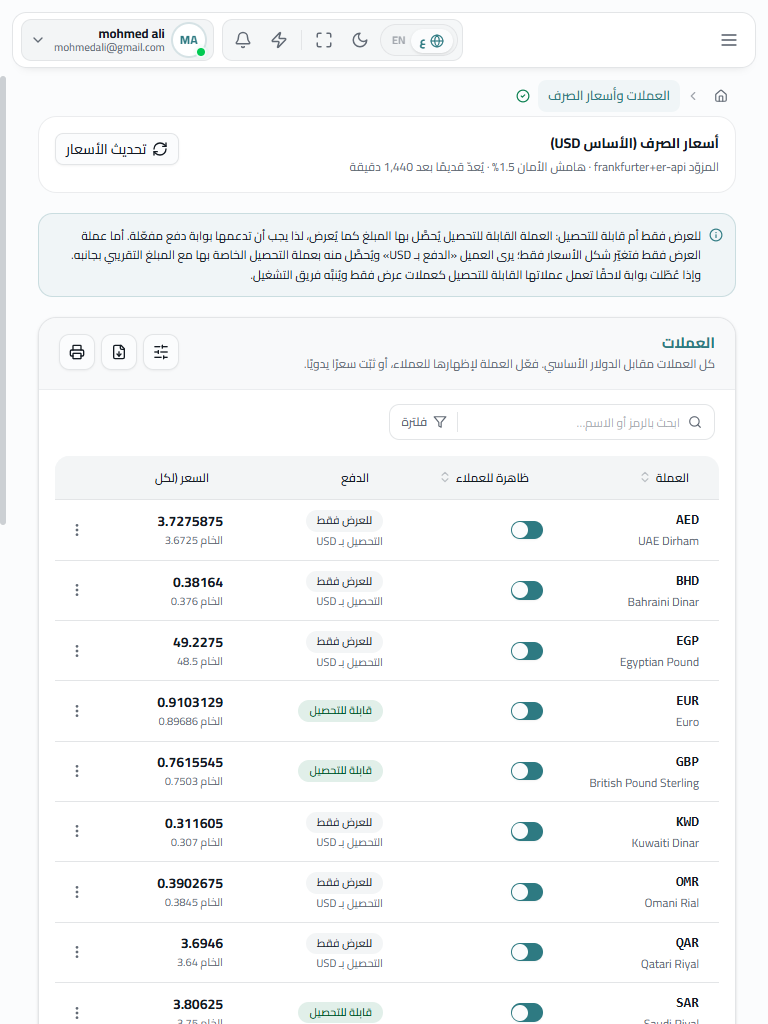 mohmed ali
mohmedali@gmail.com
MA
EN
ع
العملات وأسعار الصرف
أسعار الصرف (الأساس USD)
المزوّد frankfurter+er-api · هامش الأمان 1.5% · يُعدّ قديمًا بعد 1,440 دقيقة
تحديث الأسعار
للعرض فقط أم قابلة للتحصيل: العملة القابلة للتحصيل يُحصَّل بها المبلغ كما يُعرض، لذا يجب أن تدعمها بوابة دفع مفعّلة. أما عملة
العرض فقط فتغيّر شكل الأسعار فقط؛ يرى العميل «الدفع بـ USD» ويُحصَّل منه بعملة التحصيل الخاصة بها مع المبلغ التقريبي بجانبه.
وإذا عُطّلت بوابة لاحقًا تعمل عملاتها القابلة للتحصيل كعملات عرض فقط ويُنبَّه فريق التشغيل.
العملات
كل العملات مقابل الدولار الأساسي. فعّل العملة لإظهارها للعملاء، أو ثبّت سعرًا يدويًا.
ابحث بالرمز أو الاسم...
فلترة
العملة
ظاهرة للعملاء
الدفع
السعر (لكل
AED
UAE Dirham
للعرض فقط
التحصيل بـ USD
3.7275875
الخام 3.6725
BHD
Bahraini Dinar
للعرض فقط
التحصيل بـ USD
0.38164
الخام 0.376
EGP
Egyptian Pound
للعرض فقط
التحصيل بـ USD
49.2275
الخام 48.5
EUR
Euro
قابلة للتحصيل
0.9103129
الخام 0.89686
GBP
British Pound Sterling
قابلة للتحصيل
0.7615545
الخام 0.7503
KWD
Kuwaiti Dinar
للعرض فقط
التحصيل بـ USD
0.311605
الخام 0.307
OMR
Omani Rial
للعرض فقط
التحصيل بـ USD
0.3902675
الخام 0.3845
QAR
Qatari Riyal
للعرض فقط
التحصيل بـ USD
3.6946
الخام 3.64
SAR
Saudi Riyal
قابلة للتحصيل
3.80625
الخام 3.75